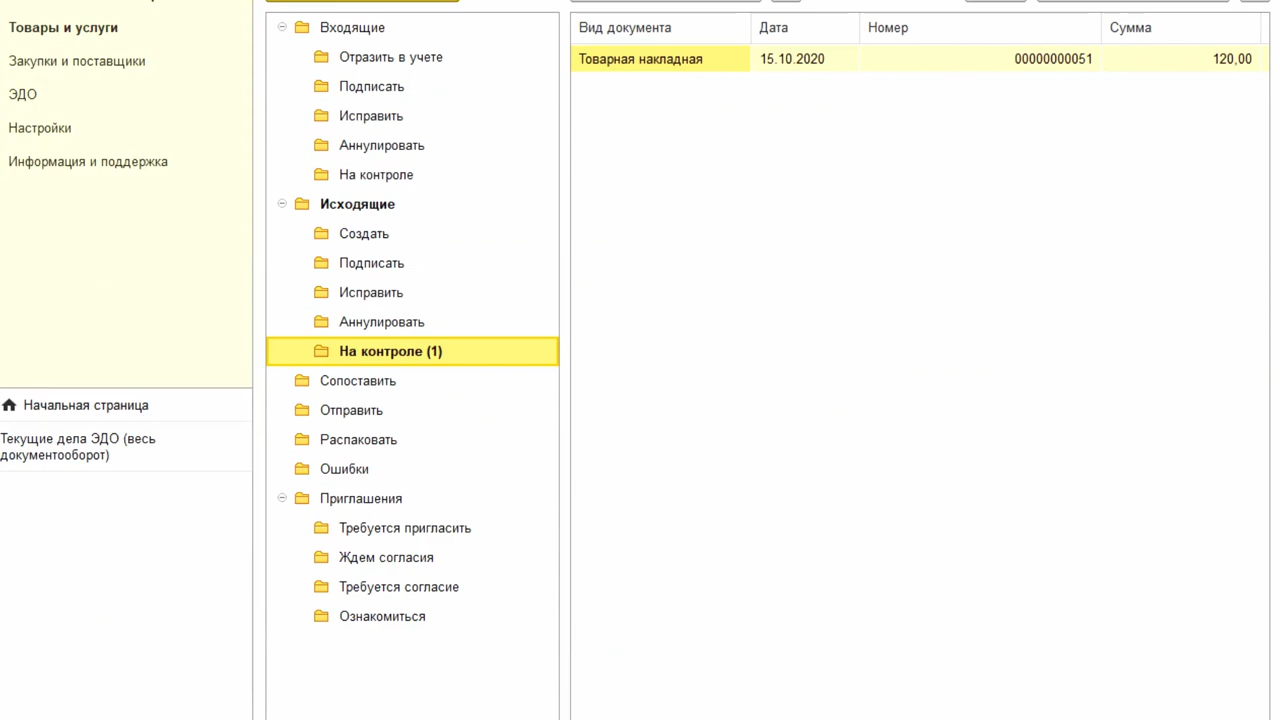 Товары и услуги
Закупки и поставщики
ЭДО
Настройки
Информация и поддержка
Начальная страница
Текущие дела ЭДО (весь
документооборот)
Входящие
Отразить в учете
Подписать
Исправить
Аннулировать
На контроле
Исходящие
Создать
Подписать
Исправить
Аннулировать
На контроле (1)
Сопоставить
Отправить
Распаковать
Ошибки
Приглашения
Требуется пригласить
Ждем согласия
Требуется согласие
Ознакомиться
Вид документа Дата Номер Сумма
Товарная накладная 15.10.2020 00000000051 120,00